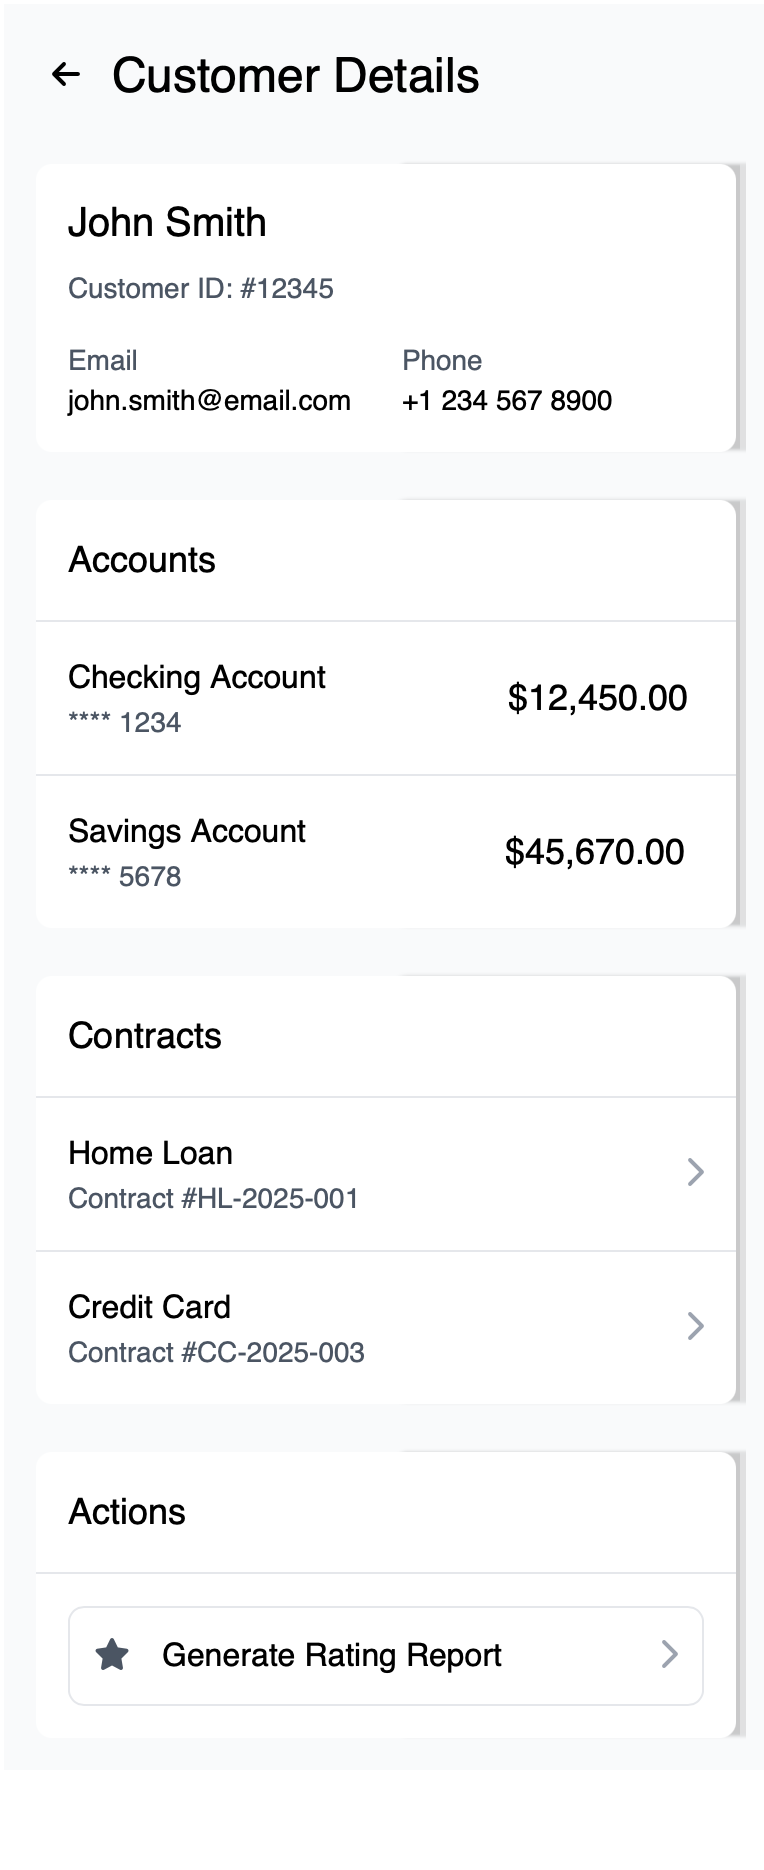 Customer Details
John Smith
Customer ID: #12345
Email
Phone
john.smith@email.com
+1 234 567 8900
Accounts
Checking Account
$12,450.00
**** 1234
Savings Account
$45,670.00
**** 5678
Contracts
Home Loan
Contract #HL-2025-001
Credit Card
Contract #CC-2025-003
Actions
Generate Rating Report